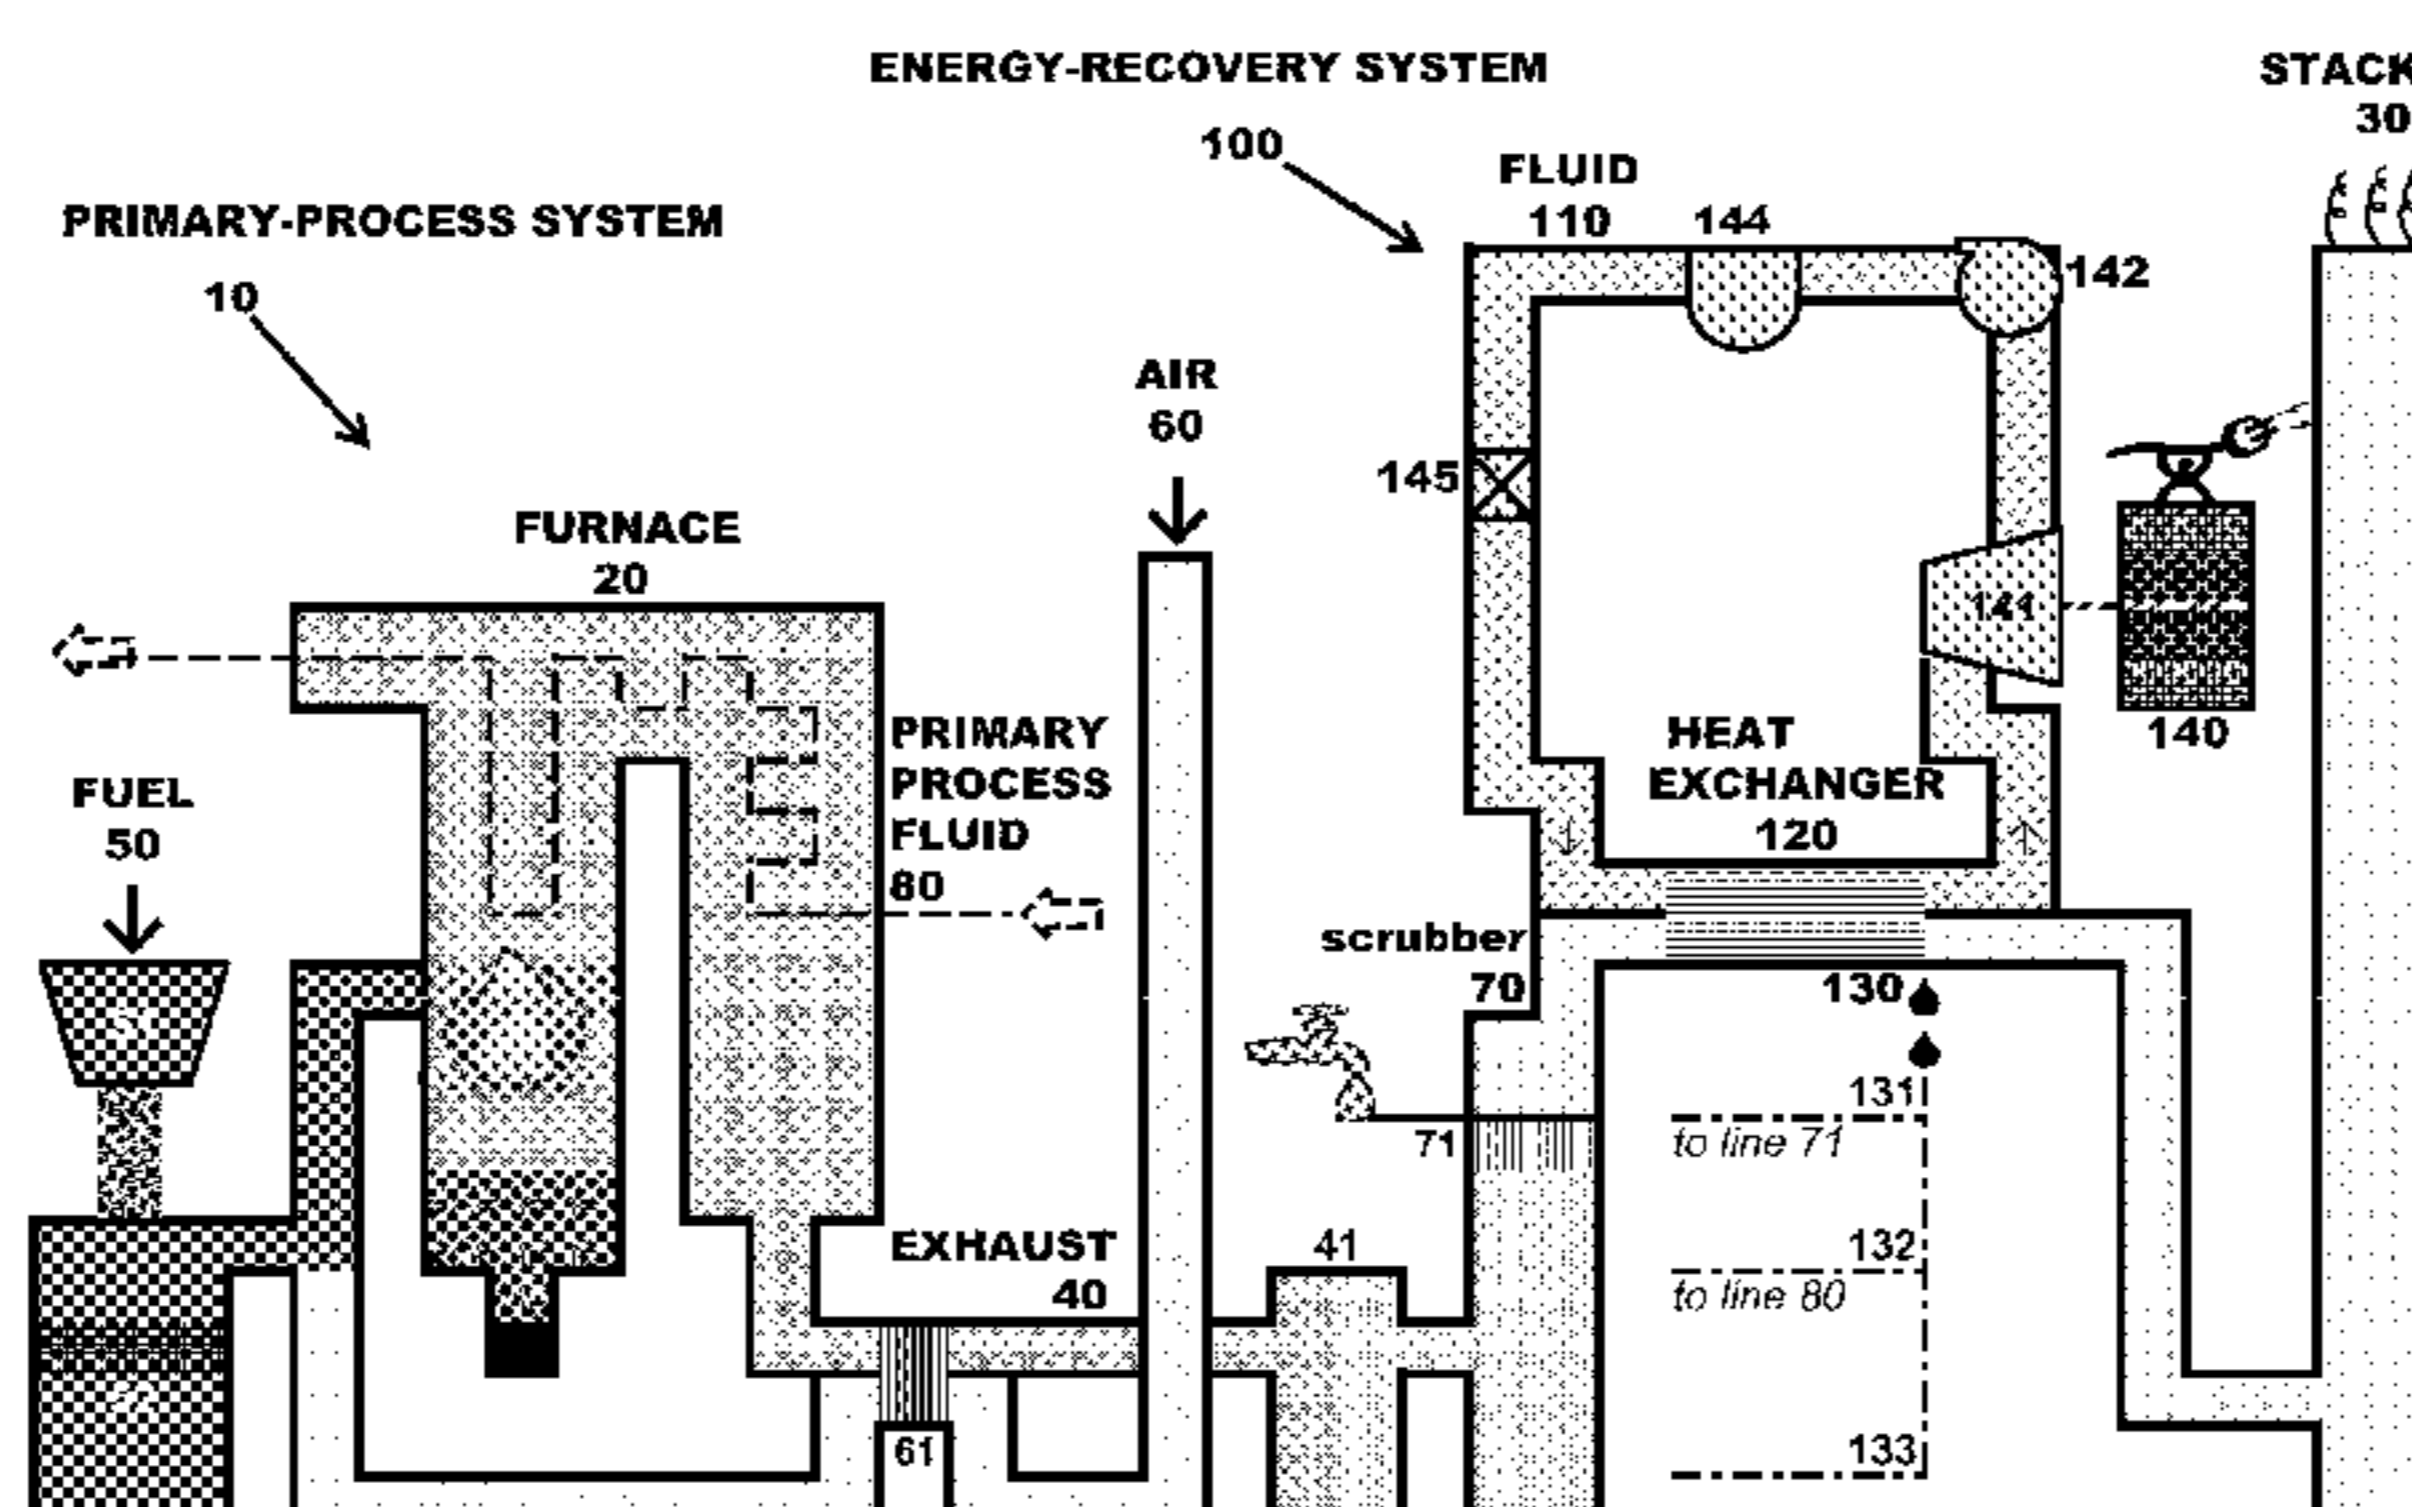 ENERGY-RECOVERY SYSTEM
STACK
30
100
FLUID
110
144
142
PRIMARY-PROCESS SYSTEM
10
AIR
60
145
FURNACE
20
141
140
PRIMARY
PROCESS
FLUID
80
HEAT
EXCHANGER
120
FUEL
50
scrubber
70
130
131
71
to line 71
EXHAUST
40
41
132
to line 80
133
61